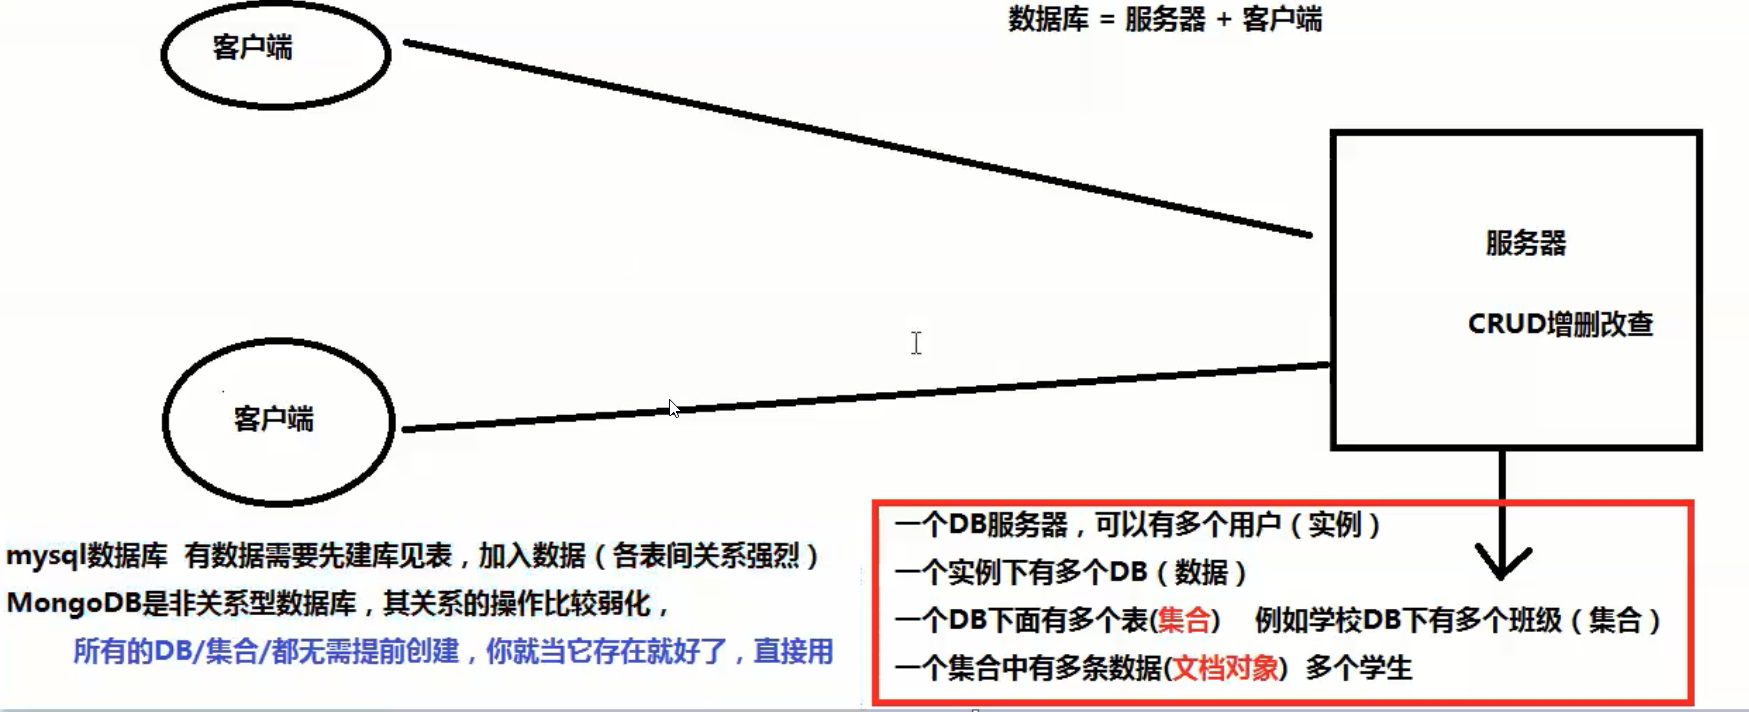 数据库 = 服务器 + 客户端
客户端
服务器
CRUD增删改查
客户端
mysql数据库 有数据需要先建库见表，加入数据（各表间关系强烈）
MongoDB是非关系型数据库，其关系的操作比较弱化，
所有的DB/集合/都无需提前创建，你就当它存在就好了，直接用
一个DB服务器，可以有多个用户（实例）
一个实例下有多个DB（数据）
一个DB下面有多个表(集合) 例如学校DB下有多个班级（集合）
一个集合中有多条数据(文档对象) 多个学生